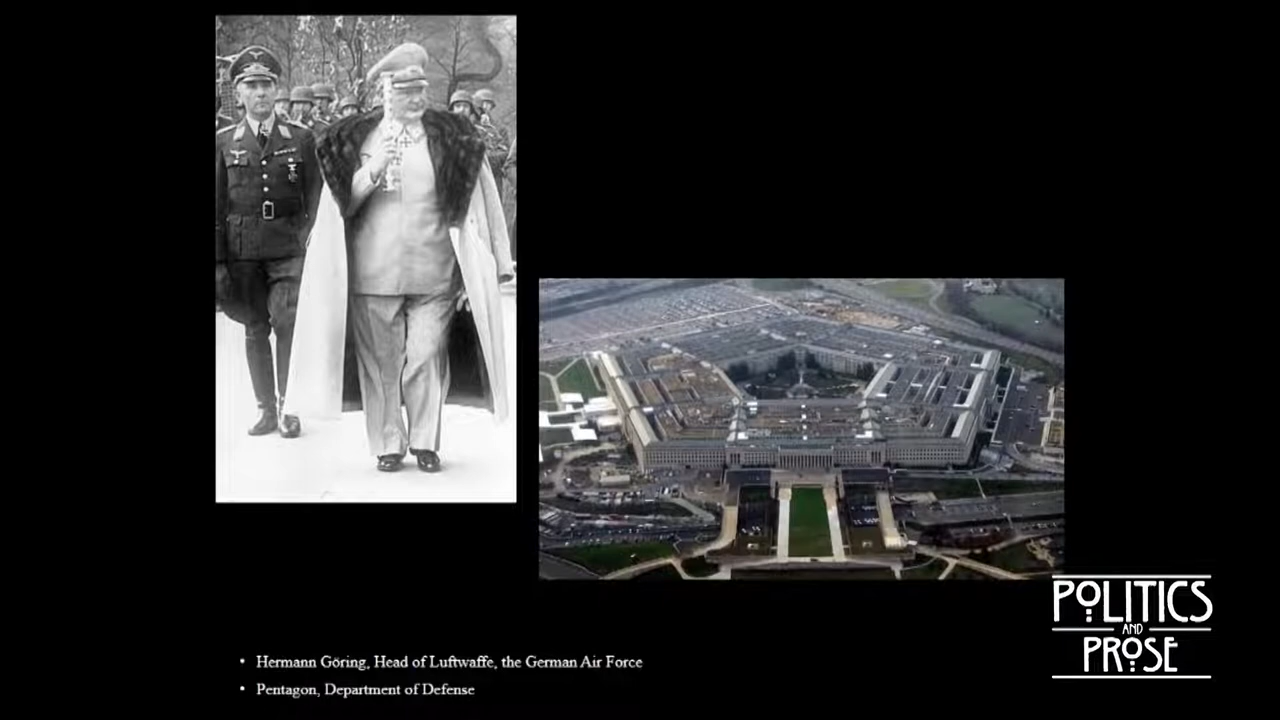 • Hermann Göring, Head of Luftwaffe, the German Air Force
• Pentagon, Department of Defense
POLITICS
AND
PROSE